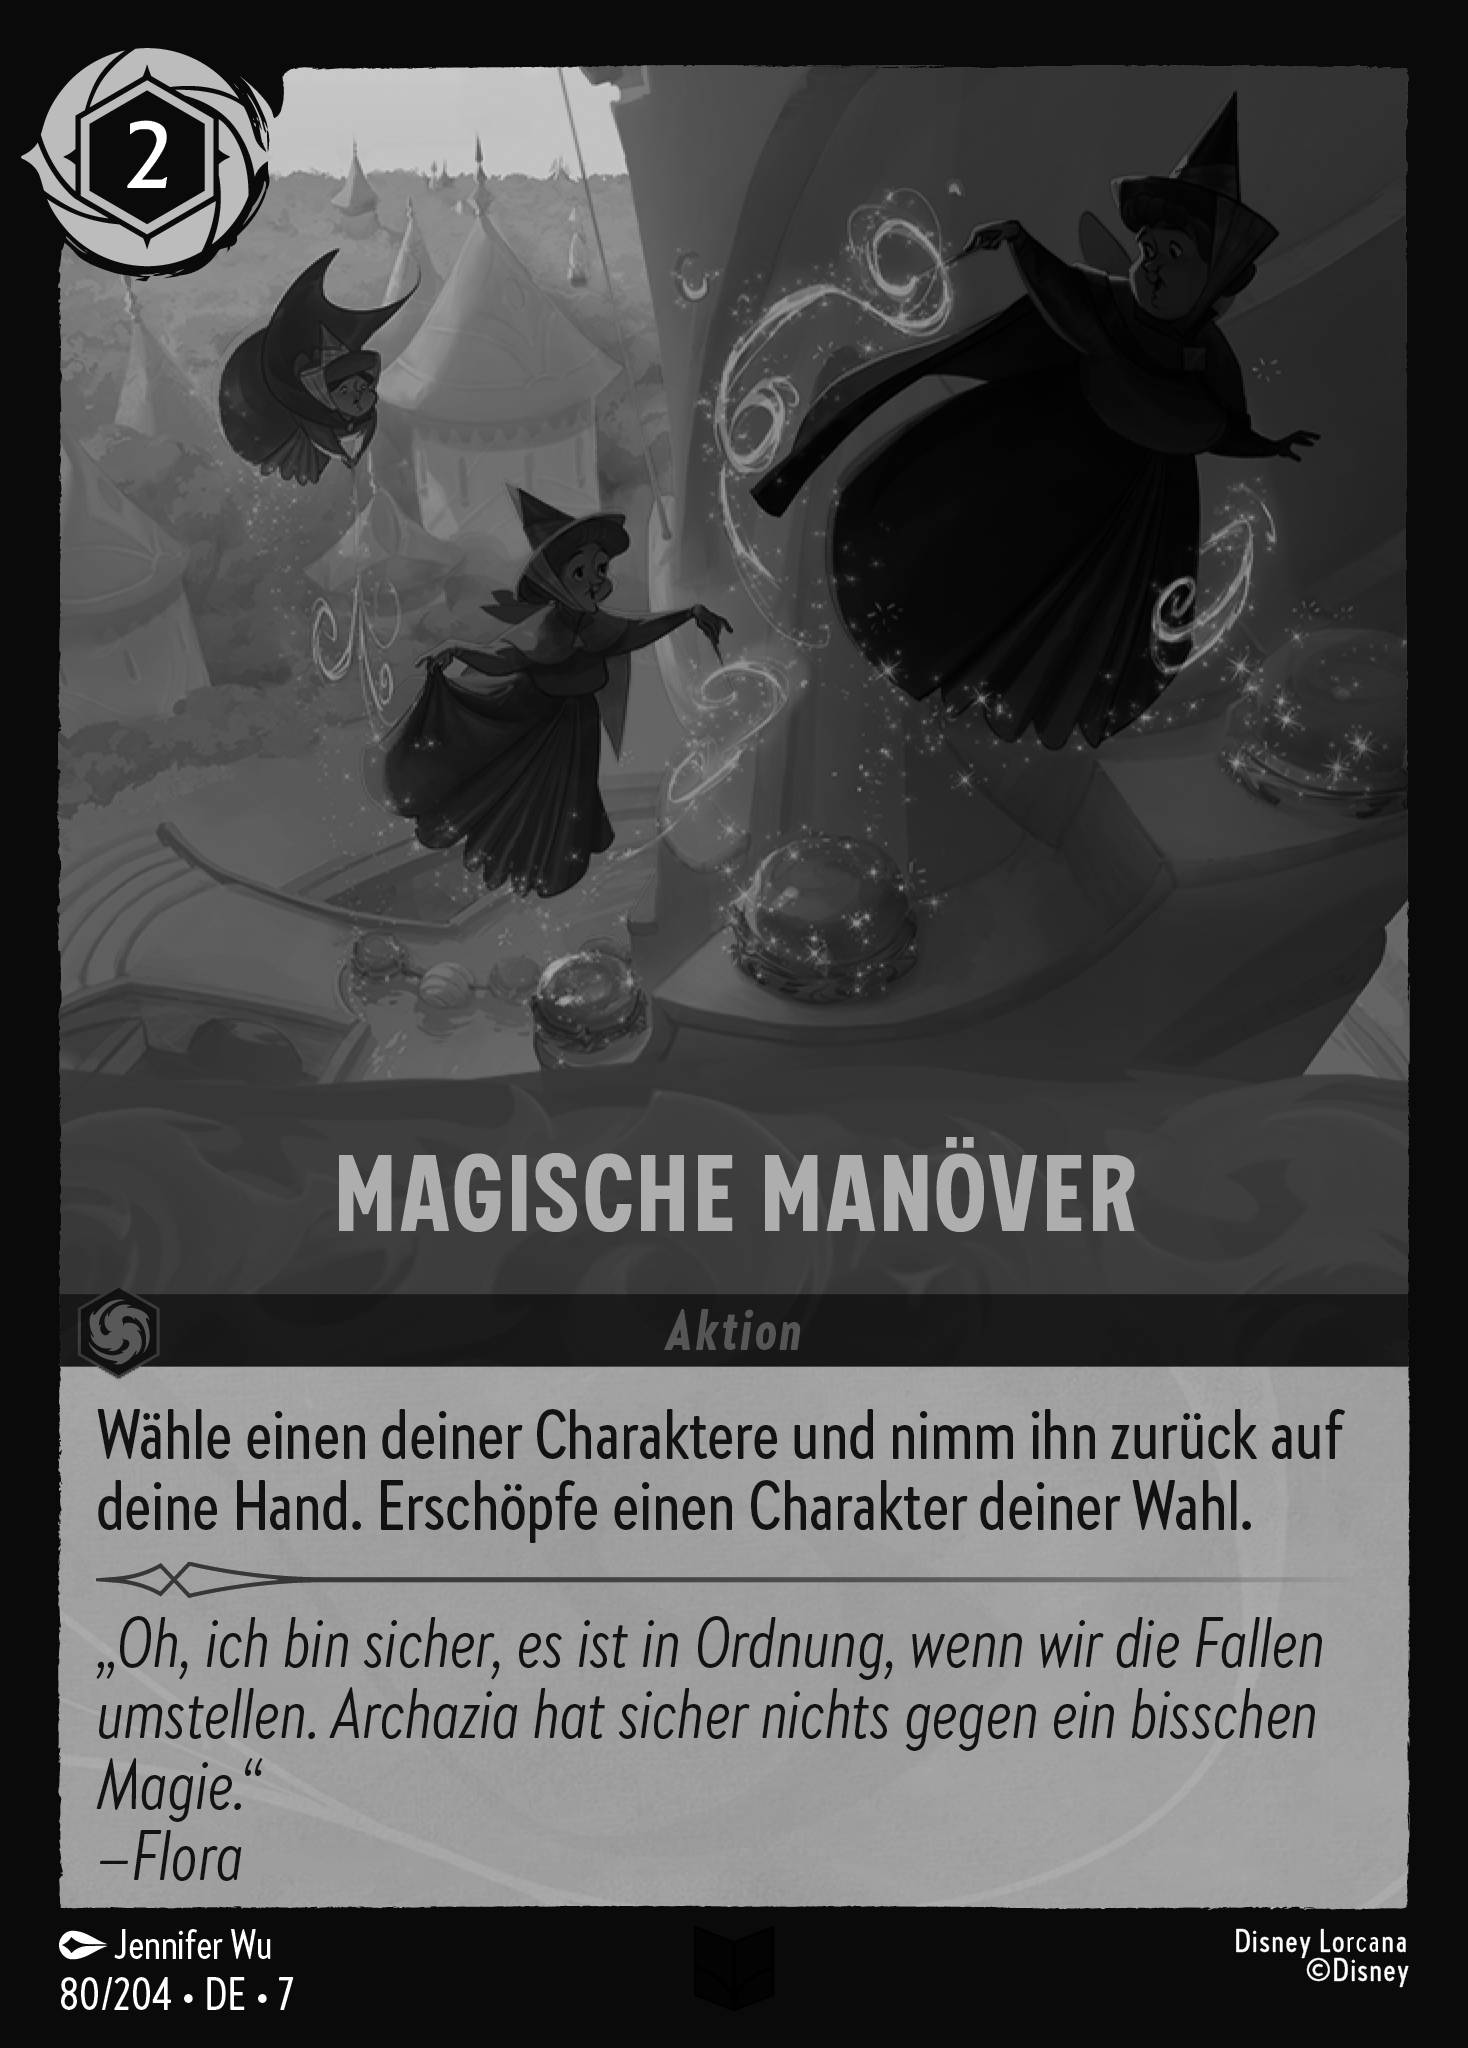 2
MAGISCHE MANÖVER
Aktion
Wähle einen deiner Charaktere und nimm ihn zurück auf
deine Hand. Erschöpfe einen Charakter deiner Wahl.
„Oh, ich bin sicher, es ist in Ordnung, wenn wir die Fallen
umstellen. Archazia hat sicher nichts gegen ein bisschen
Magie.“
–Flora
Jennifer Wu
80/204 • DE • 7
Disney Lorcana
©Disney